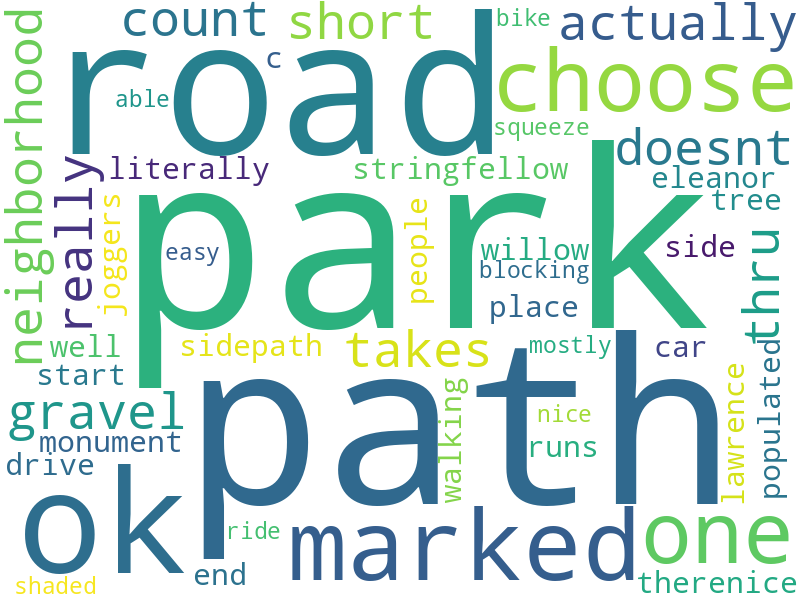 bike
count
short
actually
road
c
choose
able
neighborhood
squeeze
doesnt
literally
stringfellow
eleanor
really
tree
joggers
park
people
easy
willow
side
thru
blocking
place
well
sidepath
takes
mostly
car
start
path
populated
gravel
walking
lawrence
nice
monument
runs
drive
ok
marked
one
ride
end
shaded
therenice